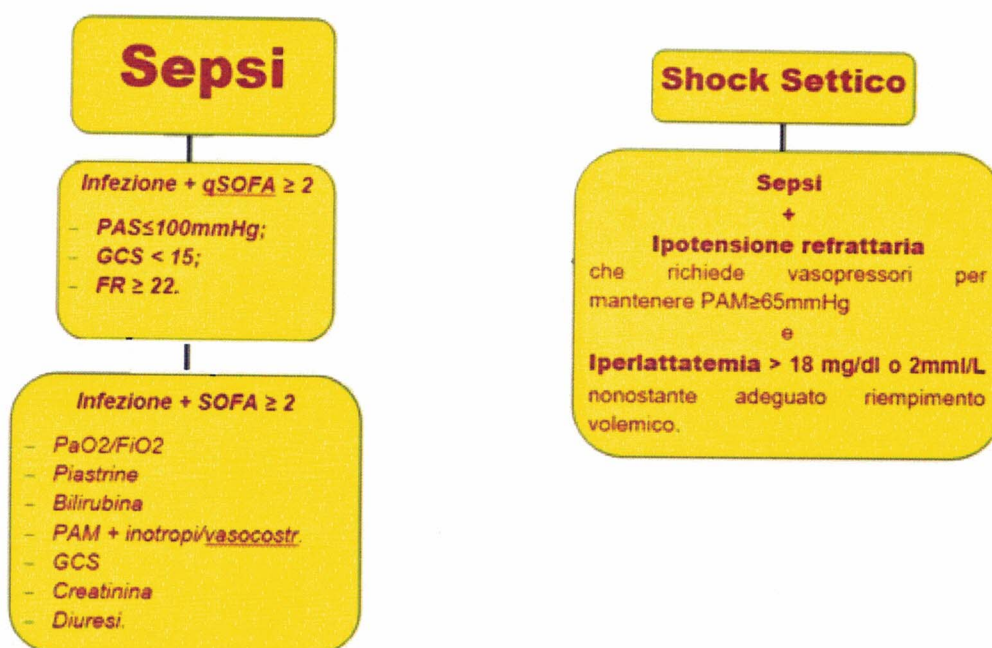 Sepsi
Infezione + qSOFA ≥ 2
- PAS≤100mmHg;
- GCS < 15;
- FR ≥ 22.
Infezione + SOFA ≥ 2
- PaO2/FiO2
- Piastrine
- Bilirubina
- PAM + inotropi/vasocostr.
- GCS
- Creatinina
- Diuresi.
Shock Settico
Sepsi
+
Ipotensione refrattaria
che richiede vasopressori per
mantenere PAM≥65mmHg
e
Iperlattatemia > 18 mg/dl o 2mml/L
nonostante adeguato riempimento
volemico.